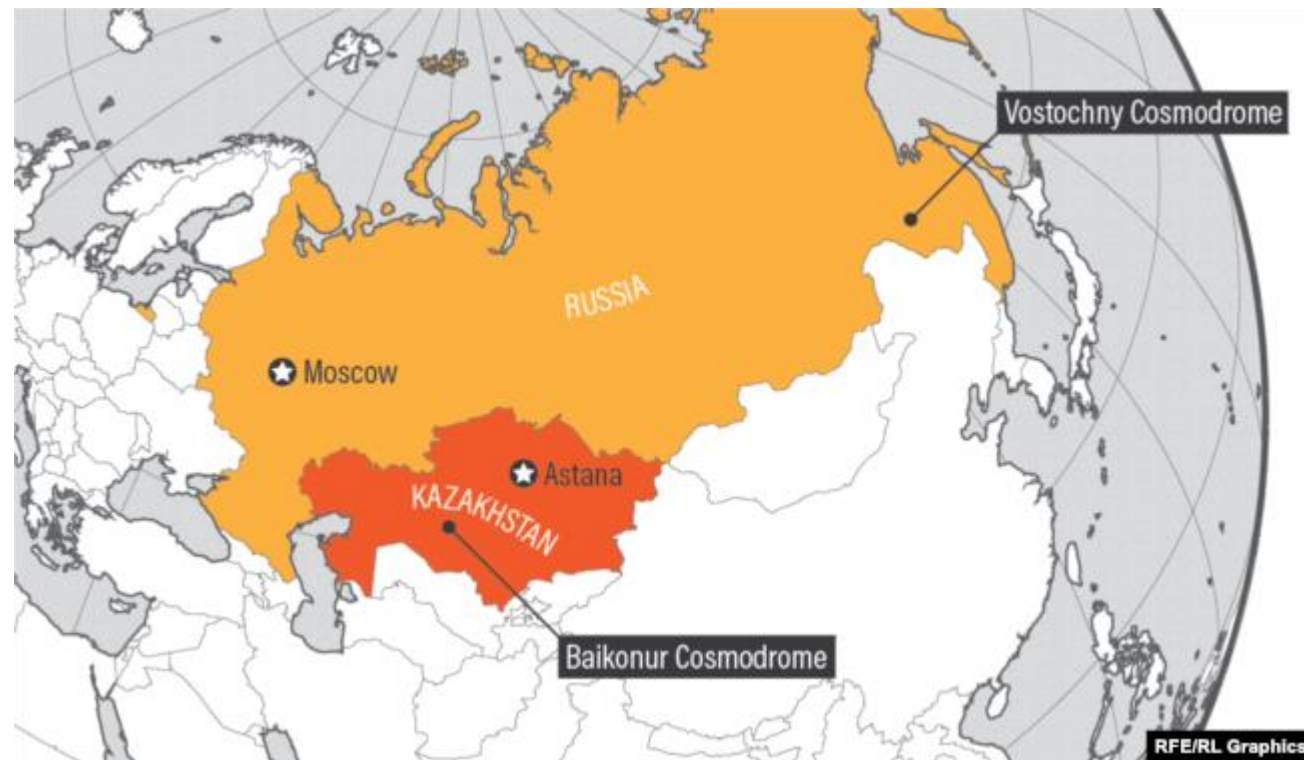 Vostochny Cosmodrome
RUSSIA
Moscow
Astana
KAZAKHSTAN
Baikonur Cosmodrome
RFE/RL Graphics